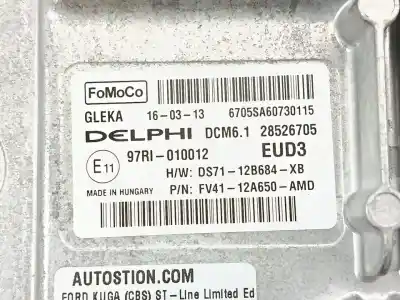 FoMoCo
GLEKA 16-03-13 6705SA60730115
DELPHI DCM6.1 28526705
E11 97RI-010012 EUD3
H/W: DS71-12B684-XB
MADE IN HUNGARY P/N: FV41-12A650-AMD
AUTOSTION.COM
FORD KUGA (CBS) ST-Line Limited Ed